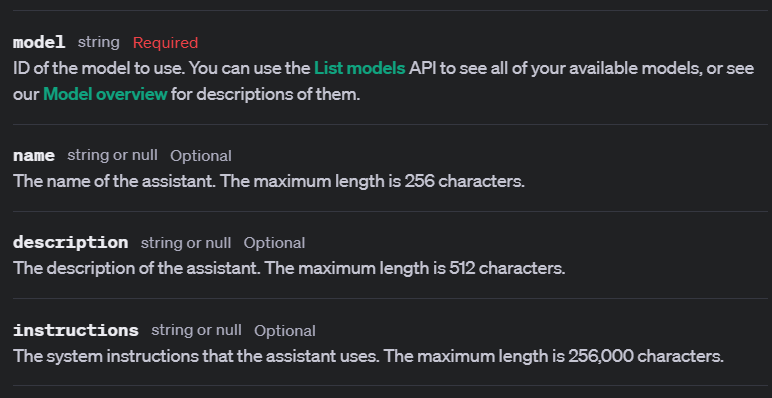 model string Required
ID of the model to use. You can use the List models API to see all of your available models, or see
our Model overview for descriptions of them.
name string or null Optional
The name of the assistant. The maximum length is 256 characters.
description string or null Optional
The description of the assistant. The maximum length is 512 characters.
instructions string or null Optional
The system instructions that the assistant uses. The maximum length is 256,000 characters.